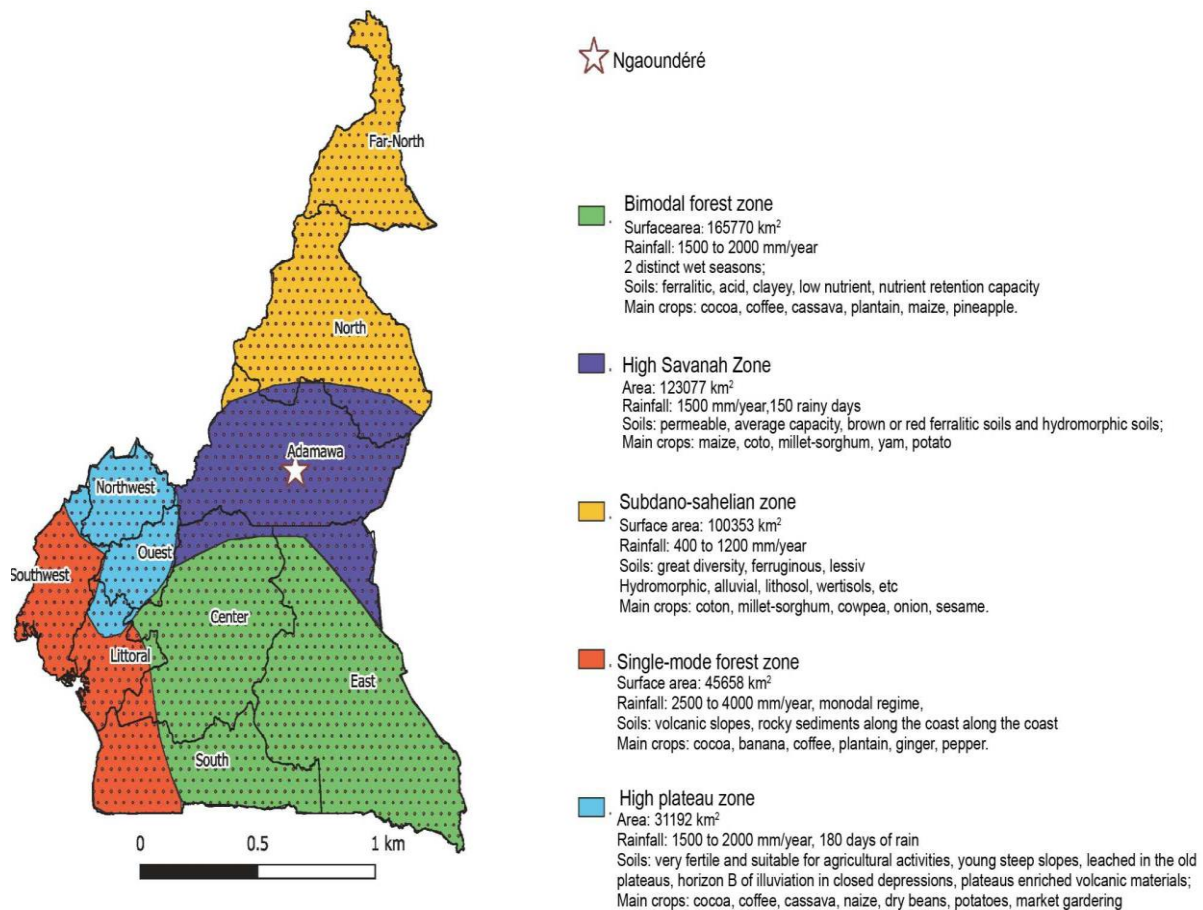 Far-North
North
Adamawa
Northwest
Ouest
Southwest
Center
Littoral
East
South
0 0.5 1 km
Ngaoundéré
Bimodal forest zone
Surfacearea: 165770 km²
Rainfall: 1500 to 2000 mm/year
2 distinct wet seasons;
Soils: ferralitic, acid, clayey, low nutrient, nutrient retention capacity
Main crops: cocoa, coffee, cassava, plantain, maize, pineapple.
High Savanah Zone
Area: 123077 km²
Rainfall: 1500 mm/year,150 rainy days
Soils: permeable, average capacity, brown or red ferralitic soils and hydromorphic soils;
Main crops: maize, coto, millet-sorghum, yam, potato
Subdano-sahelian zone
Surface area: 100353 km²
Rainfall: 400 to 1200 mm/year
Soils: great diversity, ferruginous, lessiv
Hydromorphic, alluvial, lithosol, wertisols, etc
Main crops: coton, millet-sorghum, cowpea, onion, sesame.
Single-mode forest zone
Surface area: 45658 km²
Rainfall: 2500 to 4000 mm/year, monodal regime,
Soils: volcanic slopes, rocky sediments along the coast along the coast
Main crops: cocoa, banana, coffee, plantain, ginger, pepper.
High plateau zone
Area: 31192 km²
Rainfall: 1500 to 2000 mm/year, 180 days of rain
Soils: very fertile and suitable for agricultural activities, young steep slopes, leached in the old
plateaus, horizon B of illuviation in closed depressions, plateaus enriched volcanic materials;
Main crops: cocoa, coffee, cassava, naize, dry beans, potatoes, market gardering